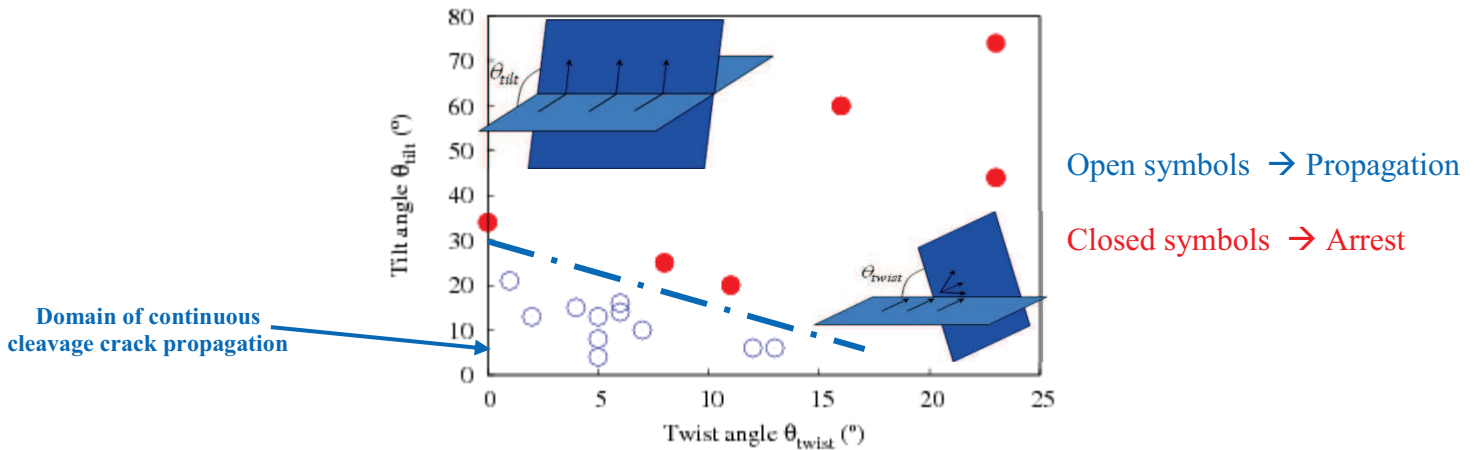 80
70
60
50
40
30
20
10
0
Tilt angle θtilt (°)
θtilt
θtwist
0 5 10 15 20 25
Twist angle θtwist (°)
Open symbols → Propagation
Closed symbols → Arrest
Domain of continuous
cleavage crack propagation